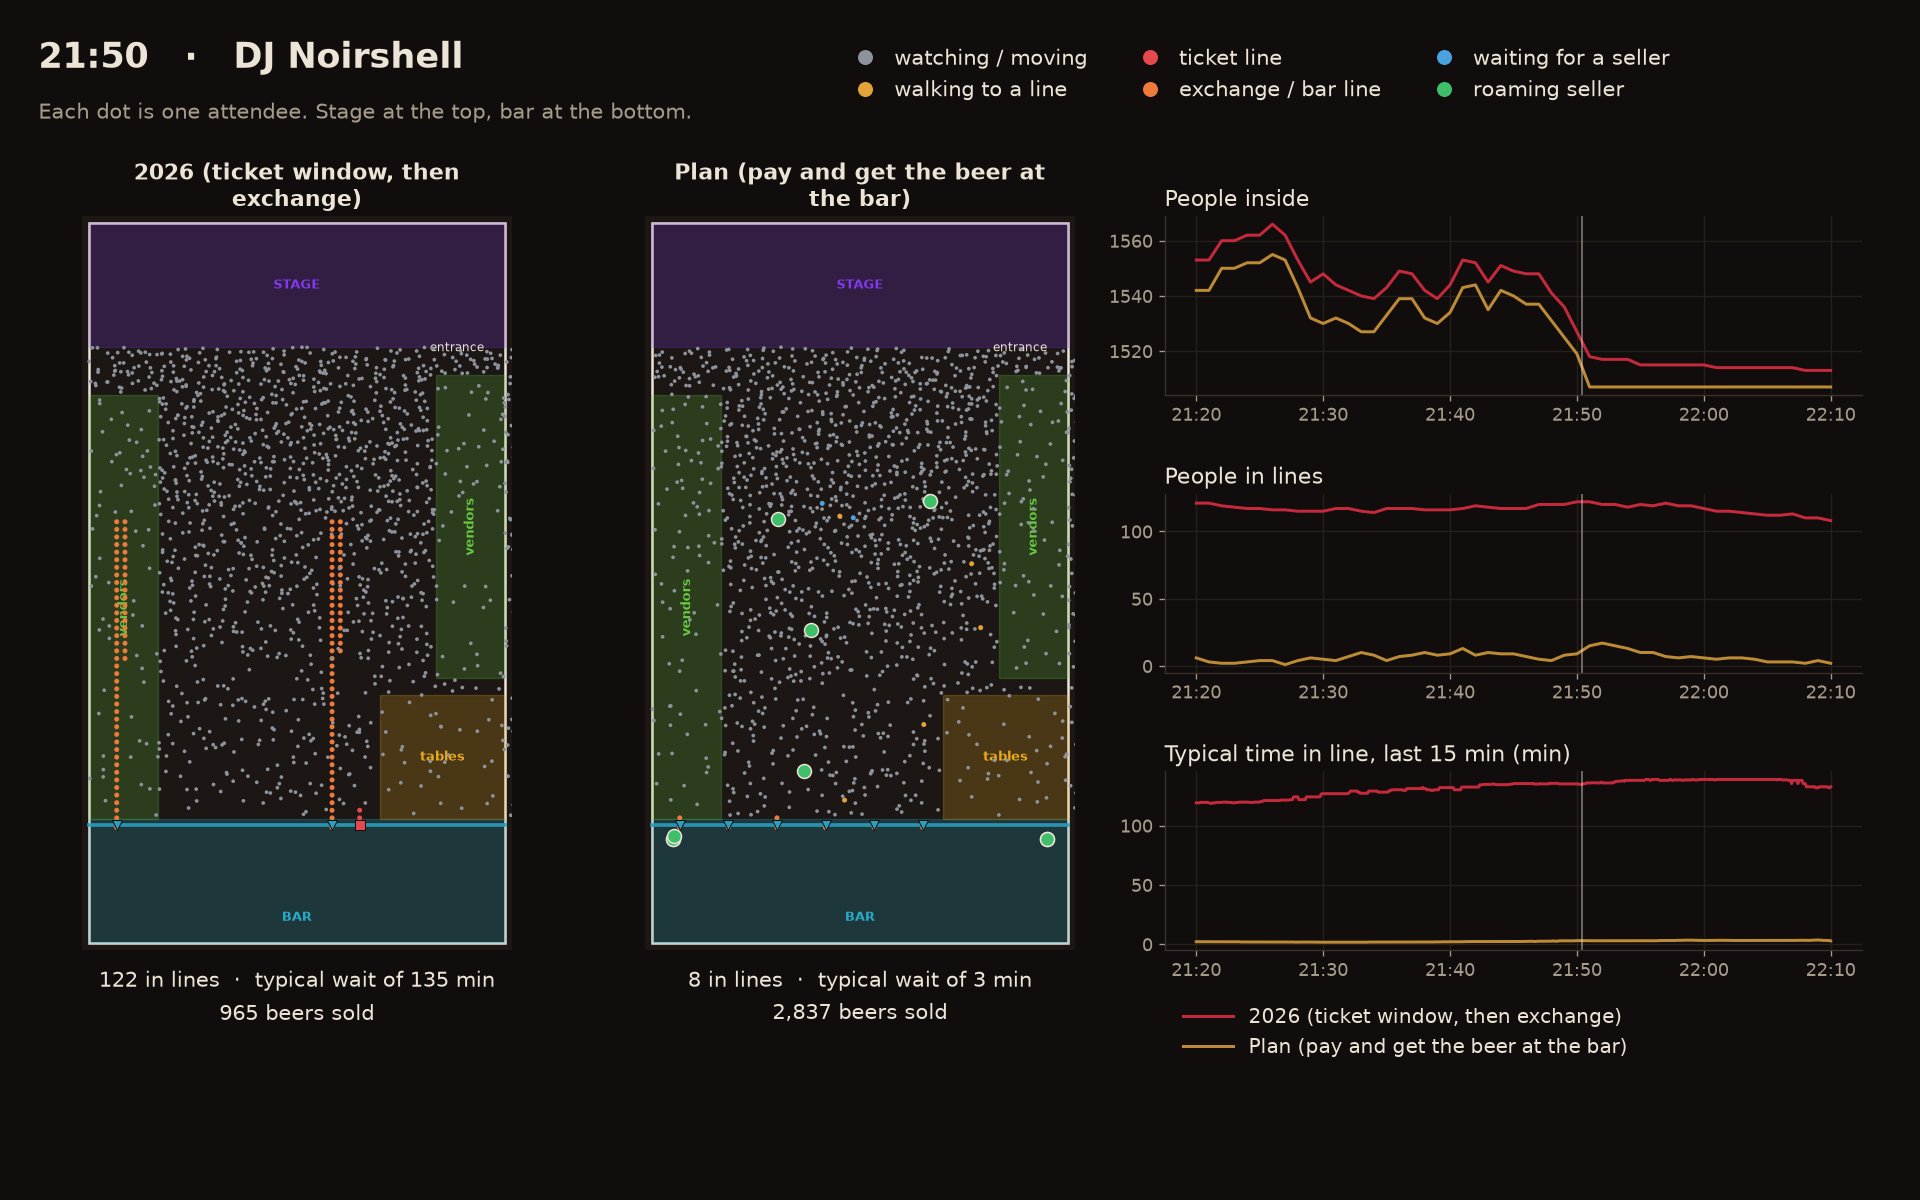 21:50 · DJ Noirshell
Each dot is one attendee. Stage at the top, bar at the bottom.
watching / moving
walking to a line
ticket line
exchange / bar line
waiting for a seller
roaming seller
2026 (ticket window, then
exchange)
STAGE
entrance
vendors
vendors
tables
BAR
122 in lines · typical wait of 135 min
965 beers sold
Plan (pay and get the beer at
the bar)
STAGE
entrance
vendors
vendors
tables
BAR
8 in lines · typical wait of 3 min
2,837 beers sold
People inside
1560
1540
1520
21:20 21:30 21:40 21:50 22:00 22:10
People in lines
100
50
0
21:20 21:30 21:40 21:50 22:00 22:10
Typical time in line, last 15 min (min)
100
50
0
21:20 21:30 21:40 21:50 22:00 22:10
2026 (ticket window, then exchange)
Plan (pay and get the beer at the bar)